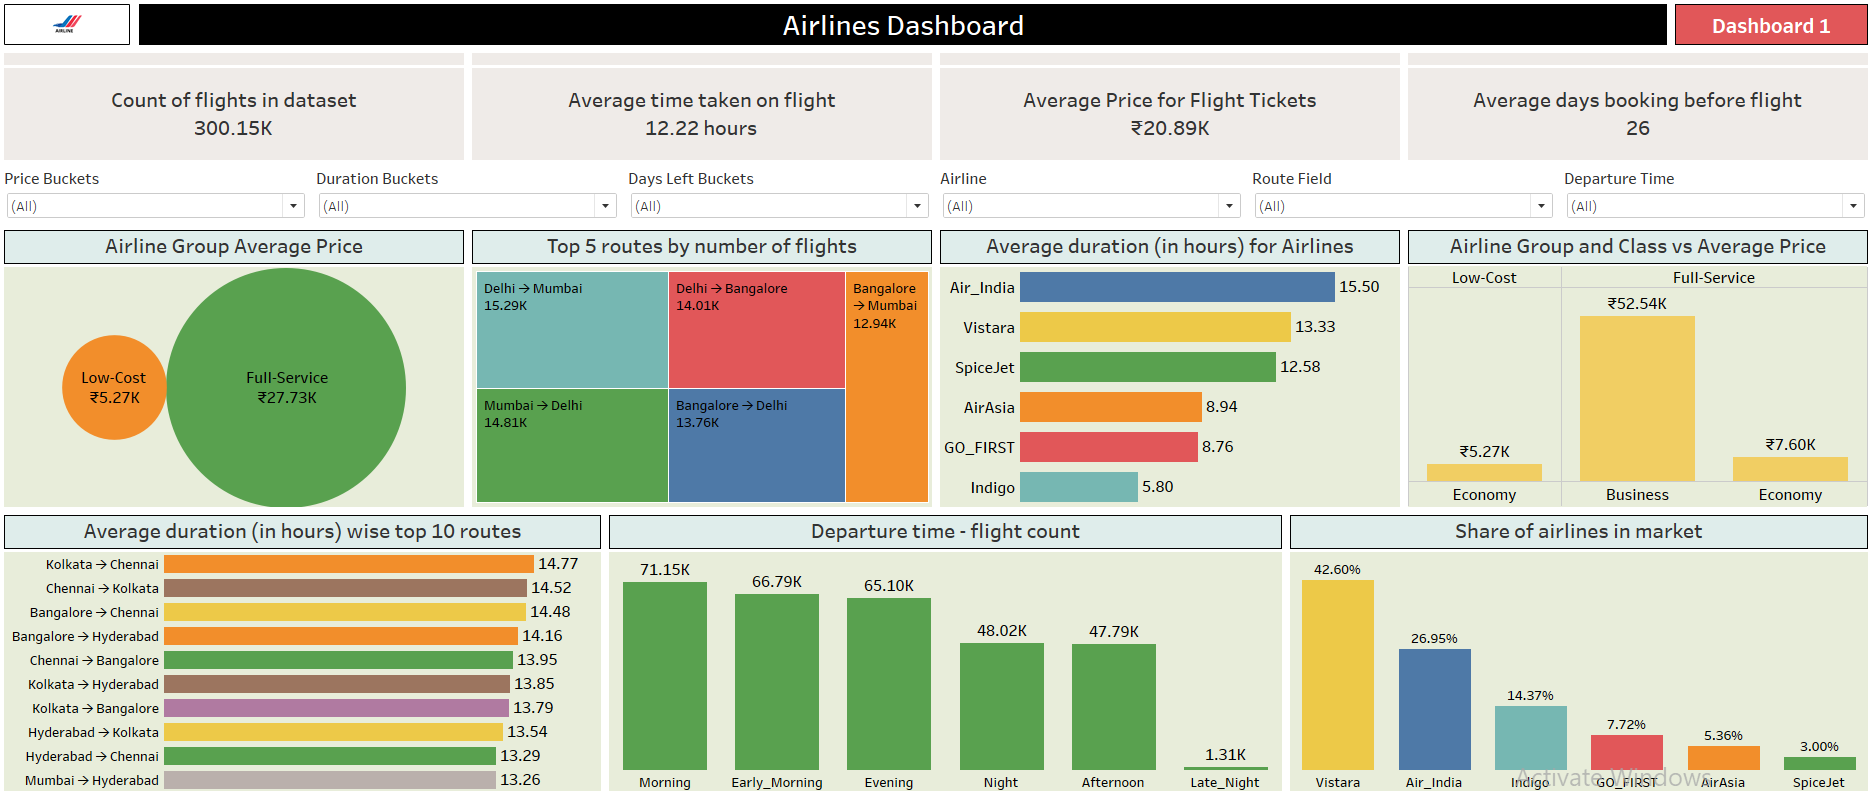 AIRLINE
Airlines Dashboard
Dashboard 1
Count of flights in dataset
300.15K
Average time taken on flight
12.22 hours
Average Price for Flight Tickets
₹20.89K
Average days booking before flight
26
Price Buckets
(All)
Duration Buckets
(All)
Days Left Buckets
(All)
Airline
(All)
Route Field
(All)
Departure Time
(All)
Airline Group Average Price
Low-Cost
₹5.27K
Full-Service
₹27.73K
Top 5 routes by number of flights
Delhi → Mumbai
15.29K
Delhi → Bangalore
14.01K
Bangalore
→ Mumbai
12.94K
Mumbai → Delhi
14.81K
Bangalore → Delhi
13.76K
Average duration (in hours) for Airlines
Air_India 15.50
Vistara 13.33
SpiceJet 12.58
AirAsia 8.94
GO_FIRST 8.76
Indigo 5.80
Airline Group and Class vs Average Price
Low-Cost Full-Service
₹52.54K
₹5.27K ₹7.60K
Economy Business Economy
Average duration (in hours) wise top 10 routes
Kolkata → Chennai 14.77
Chennai → Kolkata 14.52
Bangalore → Chennai 14.48
Bangalore → Hyderabad 14.16
Chennai → Bangalore 13.95
Kolkata → Hyderabad 13.85
Kolkata → Bangalore 13.79
Hyderabad → Kolkata 13.54
Hyderabad → Chennai 13.29
Mumbai → Hyderabad 13.26
Departure time - flight count
71.15K 66.79K 65.10K 48.02K 47.79K 1.31K
Morning Early_Morning Evening Night Afternoon Late_Night
Share of airlines in market
42.60% 26.95% 14.37% 7.72% 5.36% 3.00%
Vistara Air_India Indigo GO_FIRST AirAsia SpiceJet
Activate Windows